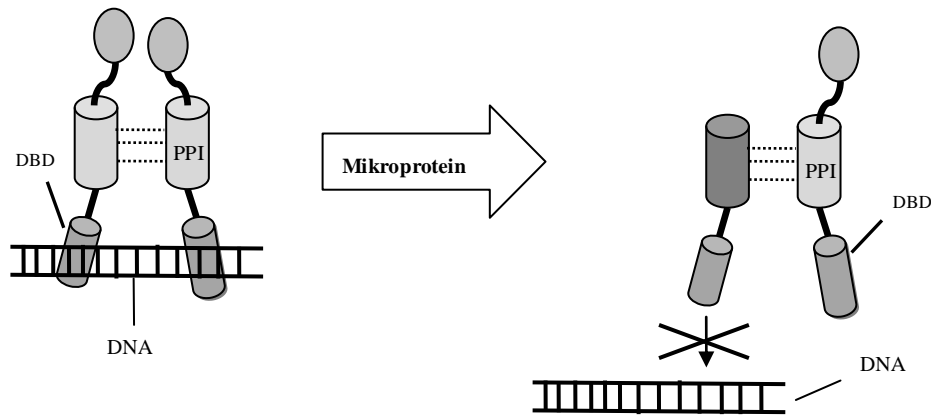 DBD
PPI
DNA
Mikroprotein
PPI
DBD
DNA